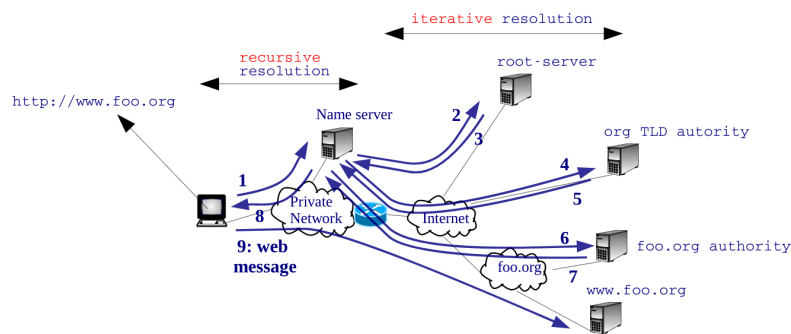 iterative resolution
recursive
resolution
root-server
http://www.foo.org
Name server
2
3
org TLD autority
1
4
5
8
Private
Network
Internet
9: web
message
6
7
foo.org authority
foo.org
www.foo.org